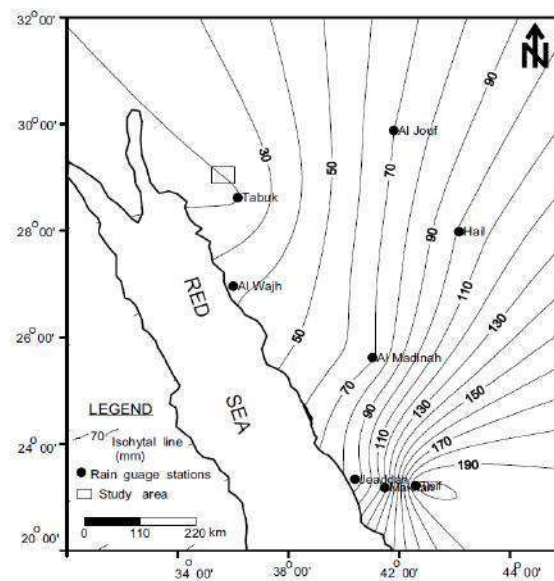 32° 00'
N
90
30° 00'
Al Jouf
30
50
70
Tabuk
90
Hail
28° 00'
Al Wajh
110
RED
130
50
26° 00'
Al Madinah
SEA
70
150
LEGEND
90
130
70 Isohytal line
(mm)
110
170
24° 00'
190
Rain guage stations
Jeaddah
Taif
Study area
0 110 220 km
20° 00'
34° 00' 38° 00' 42° 00' 44° 00'